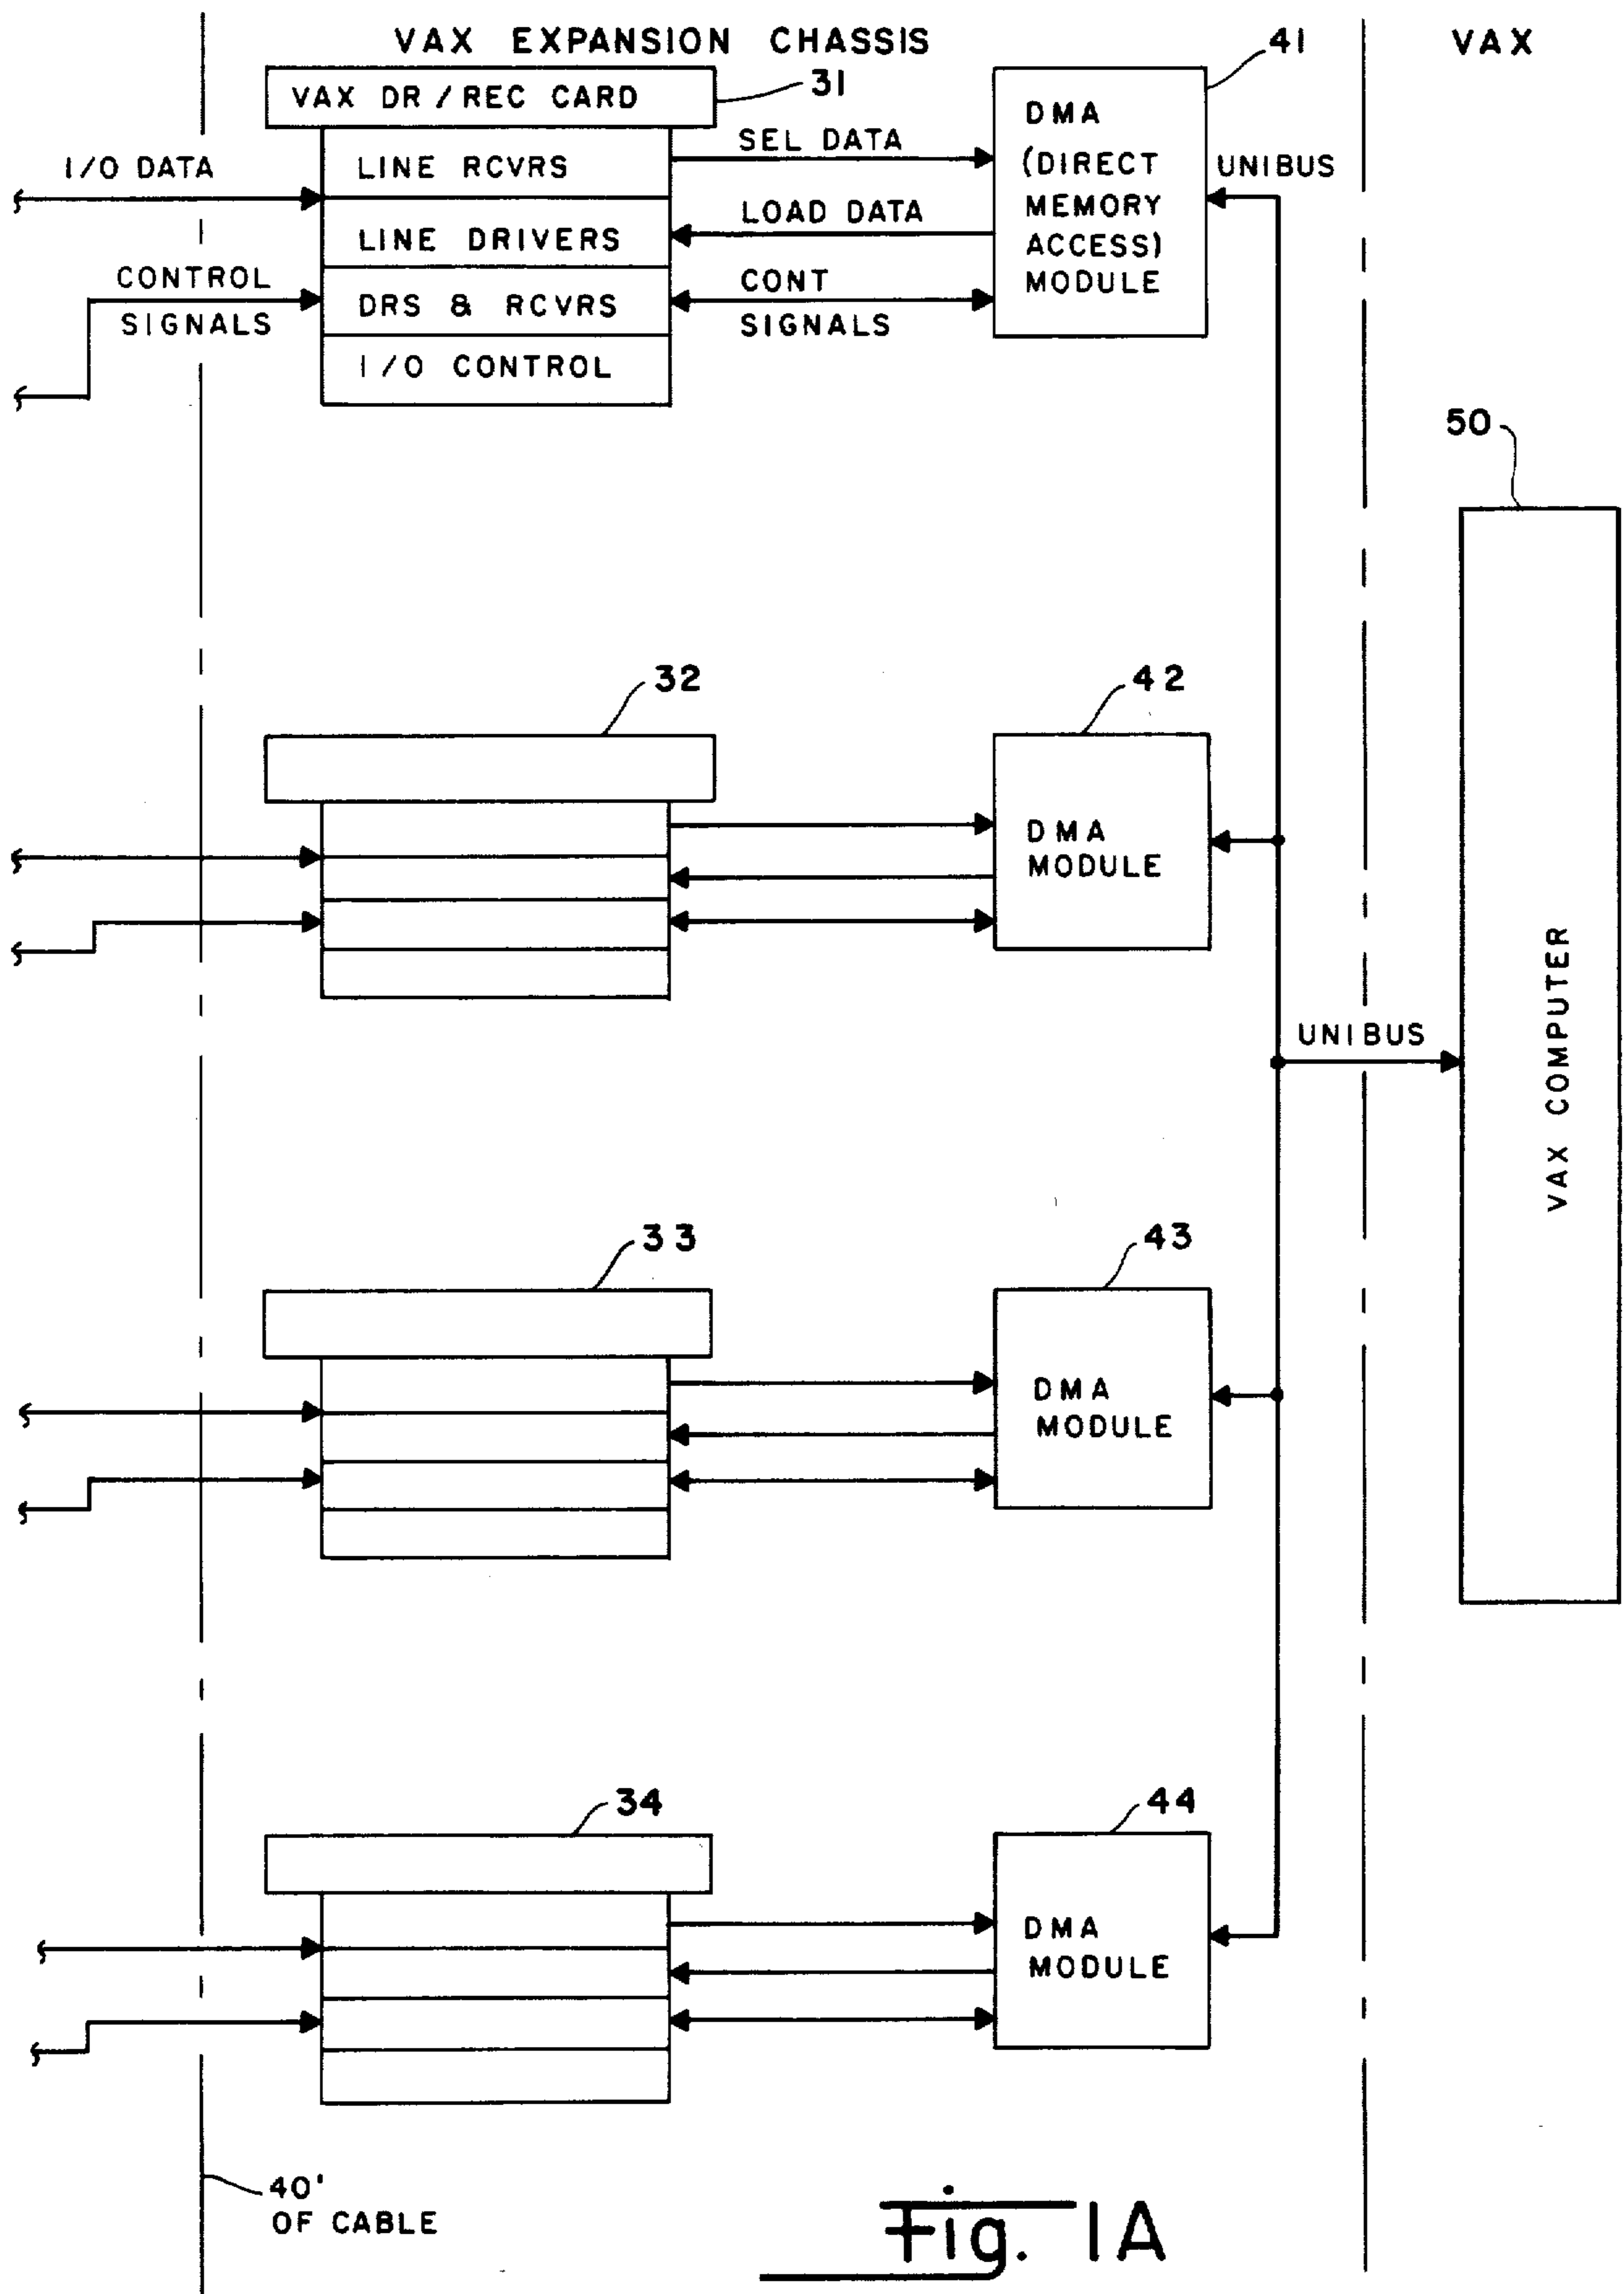 VAX EXPANSION CHASSIS
VAX
41
31
VAX DR / REC CARD
I/O DATA
LINE RCVRS
SEL DATA
DMA
(DIRECT
MEMORY
ACCESS)
MODULE
UNIBUS
LINE DRIVERS
LOAD DATA
CONTROL
SIGNALS
DRS & RCVRS
CONT
SIGNALS
I/O CONTROL
50
VAX COMPUTER
32
42
DMA
MODULE
UNIBUS
33
43
DMA
MODULE
34
44
DMA
MODULE
40'
OF CABLE
Fig. 1A